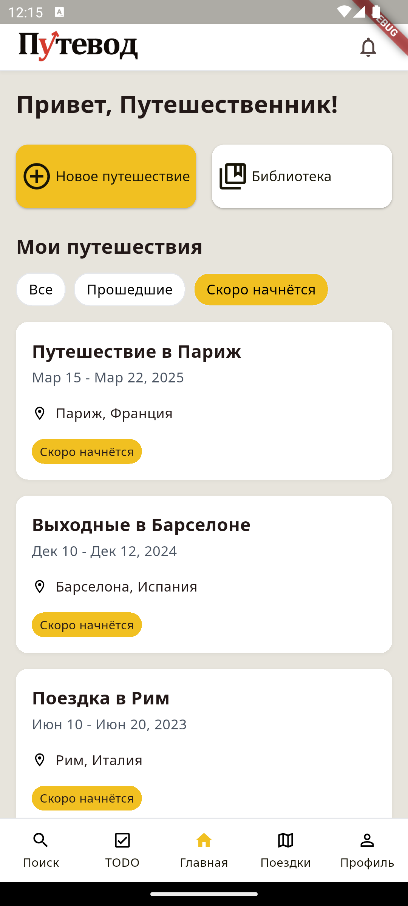 12:15
A
DEBUG
Путевод
Привет, Путешественник!
Новое путешествие
Библиотека
Мои путешествия
Все
Прошедшие
Скоро начнётся
Путешествие в Париж
Мар 15 - Мар 22, 2025
Париж, Франция
Скоро начнётся
Выходные в Барселоне
Дек 10 - Дек 12, 2024
Барселона, Испания
Скоро начнётся
Поездка в Рим
Июн 10 - Июн 20, 2023
Рим, Италия
Скоро начнётся
Поиск
TODO
Главная
Поездки
Профиль